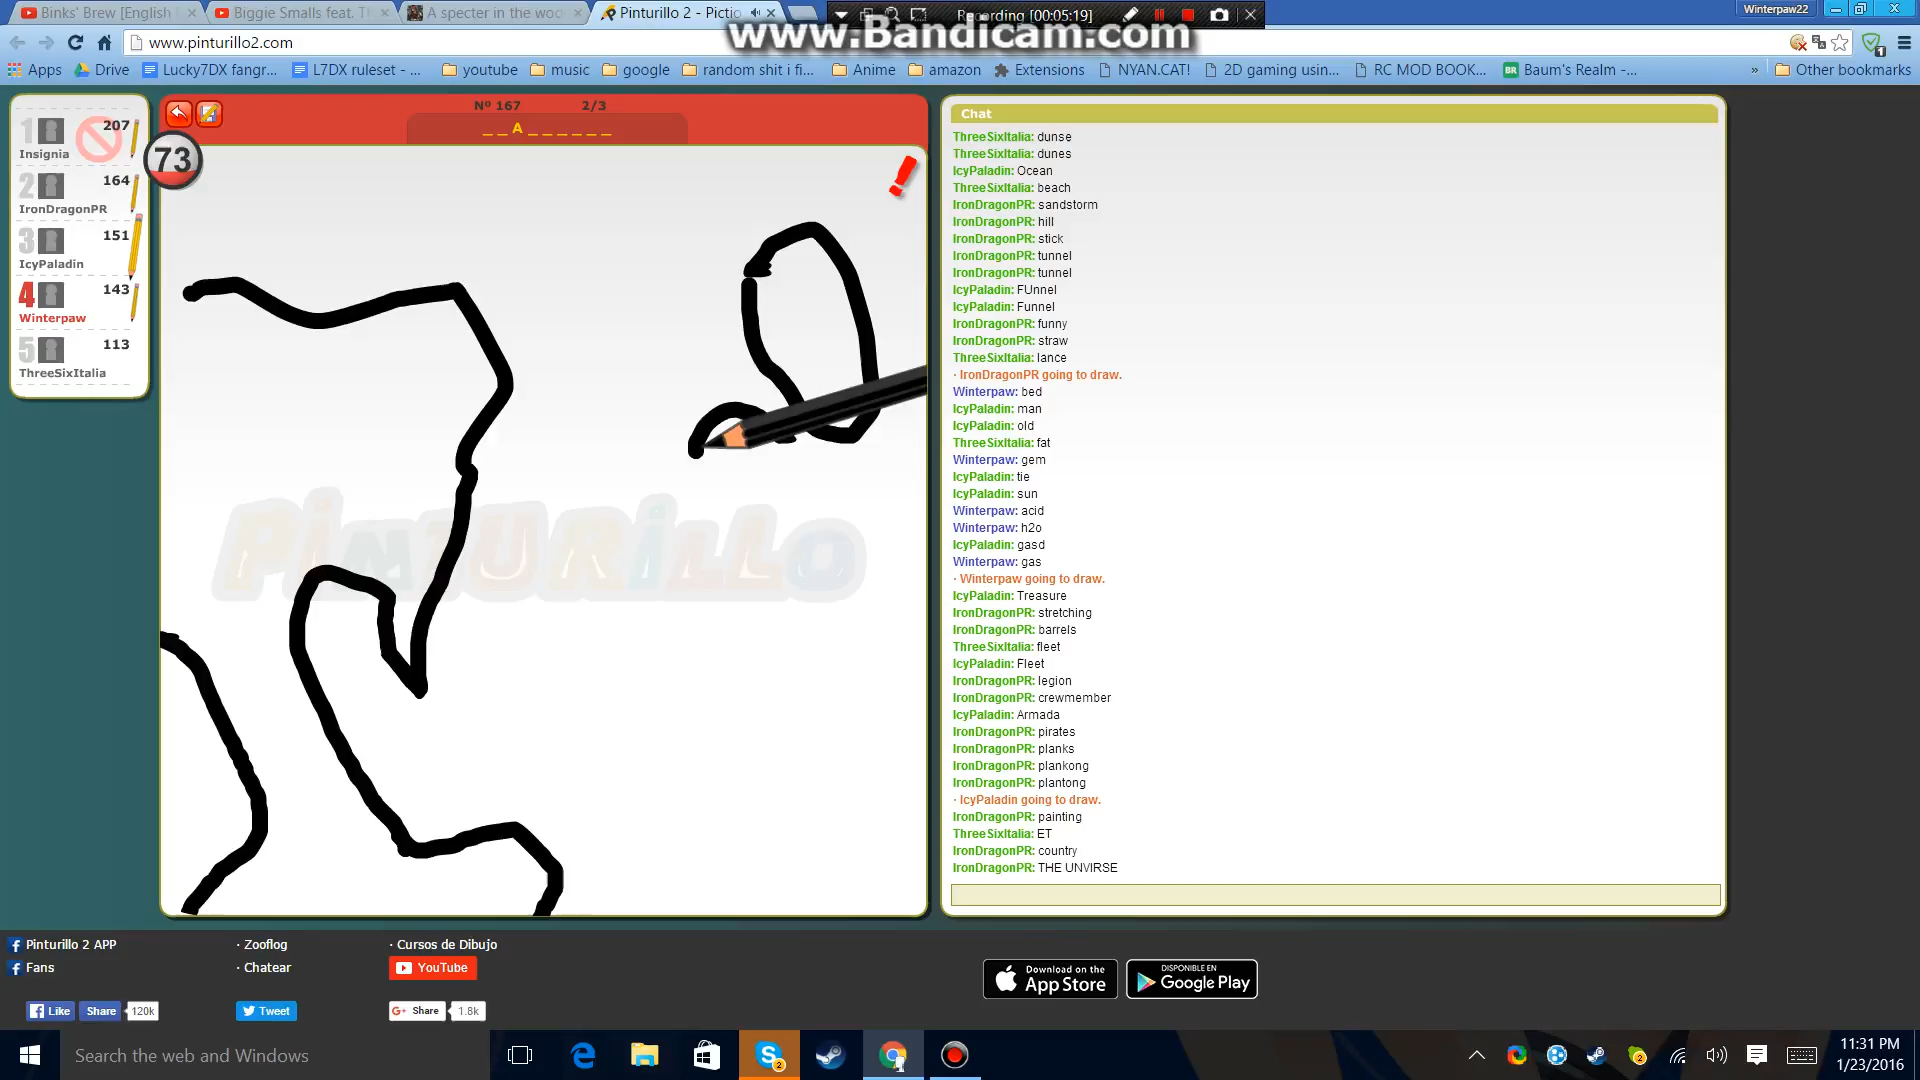 Binks' Brew [English
Biggie Smalls feat. Th
A specter in the woo
Pinturillo 2 - Pictio
Recording [00:05:19]
Winterpaw22
www.Bandicam.com
www.pinturillo2.com
Apps
Drive
Lucky7DX fangr...
L7DX ruleset - ...
youtube
music
google
random shit i fi...
Anime
amazon
Extensions
NYAN.CAT!
2D gaming usin...
RC MOD BOOK...
BR
Baum's Realm -...
»
Other bookmarks
1 207
Insignia
2 164
IronDragonPR
3 151
IcyPaladin
4 143
Winterpaw
5 113
ThreeSixItalia
73
Nº 167 2/3
_ _ A _ _ _ _ _ _
PINTURILLO
Chat
ThreeSixItalia: dunse
ThreeSixItalia: dunes
IcyPaladin: Ocean
ThreeSixItalia: beach
IronDragonPR: sandstorm
IronDragonPR: hill
IronDragonPR: stick
IronDragonPR: tunnel
IronDragonPR: tunnel
IcyPaladin: FUnnel
IcyPaladin: Funnel
IronDragonPR: funny
IronDragonPR: straw
ThreeSixItalia: lance
· IronDragonPR going to draw.
Winterpaw: bed
IcyPaladin: man
IcyPaladin: old
ThreeSixItalia: fat
Winterpaw: gem
IcyPaladin: tie
IcyPaladin: sun
Winterpaw: acid
Winterpaw: h2o
IcyPaladin: gasd
Winterpaw: gas
· Winterpaw going to draw.
IcyPaladin: Treasure
IronDragonPR: stretching
IronDragonPR: barrels
ThreeSixItalia: fleet
IcyPaladin: Fleet
IronDragonPR: legion
IronDragonPR: crewmember
IcyPaladin: Armada
IronDragonPR: pirates
IronDragonPR: planks
IronDragonPR: plankong
IronDragonPR: plantong
· IcyPaladin going to draw.
IronDragonPR: painting
ThreeSixItalia: ET
IronDragonPR: country
IronDragonPR: THE UNVIRSE
Pinturillo 2 APP
Fans
· Zooflog
· Chatear
· Cursos de Dibujo
YouTube
Like
Share
120k
Tweet
Share
1.8k
Download on the
App Store
DISPONIBLE EN
Google Play
Search the web and Windows
11:31 PM
1/23/2016